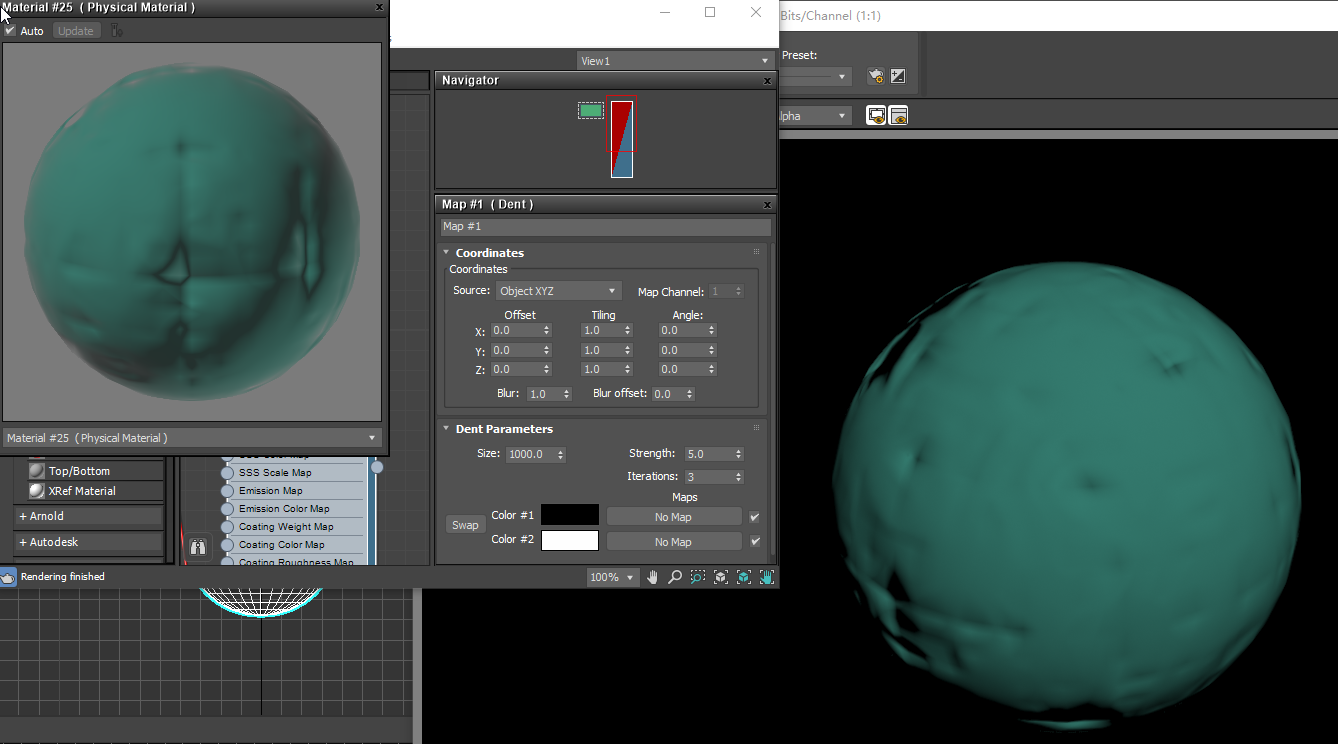 Material #25 ( Physical Material )
Auto
Update
Material #25 ( Physical Material )
Top/Bottom
XRef Material
+ Arnold
+ Autodesk
Rendering finished
SSS Scale Map
Emission Map
Emission Color Map
Coating Weight Map
Coating Color Map
Coating Roughness Map
View1
Navigator
Map #1 ( Dent )
Map #1
Coordinates
Coordinates
Source: Object XYZ Map Channel: 1
Offset Tiling Angle:
X: 0.0 1.0 0.0
Y: 0.0 1.0 0.0
Z: 0.0 1.0 0.0
Blur: 1.0 Blur offset: 0.0
Dent Parameters
Size: 1000.0 Strength: 5.0
Iterations: 3
Maps
Swap
Color #1 No Map
Color #2 No Map
100%
Bits/Channel (1:1)
Preset:
lpha